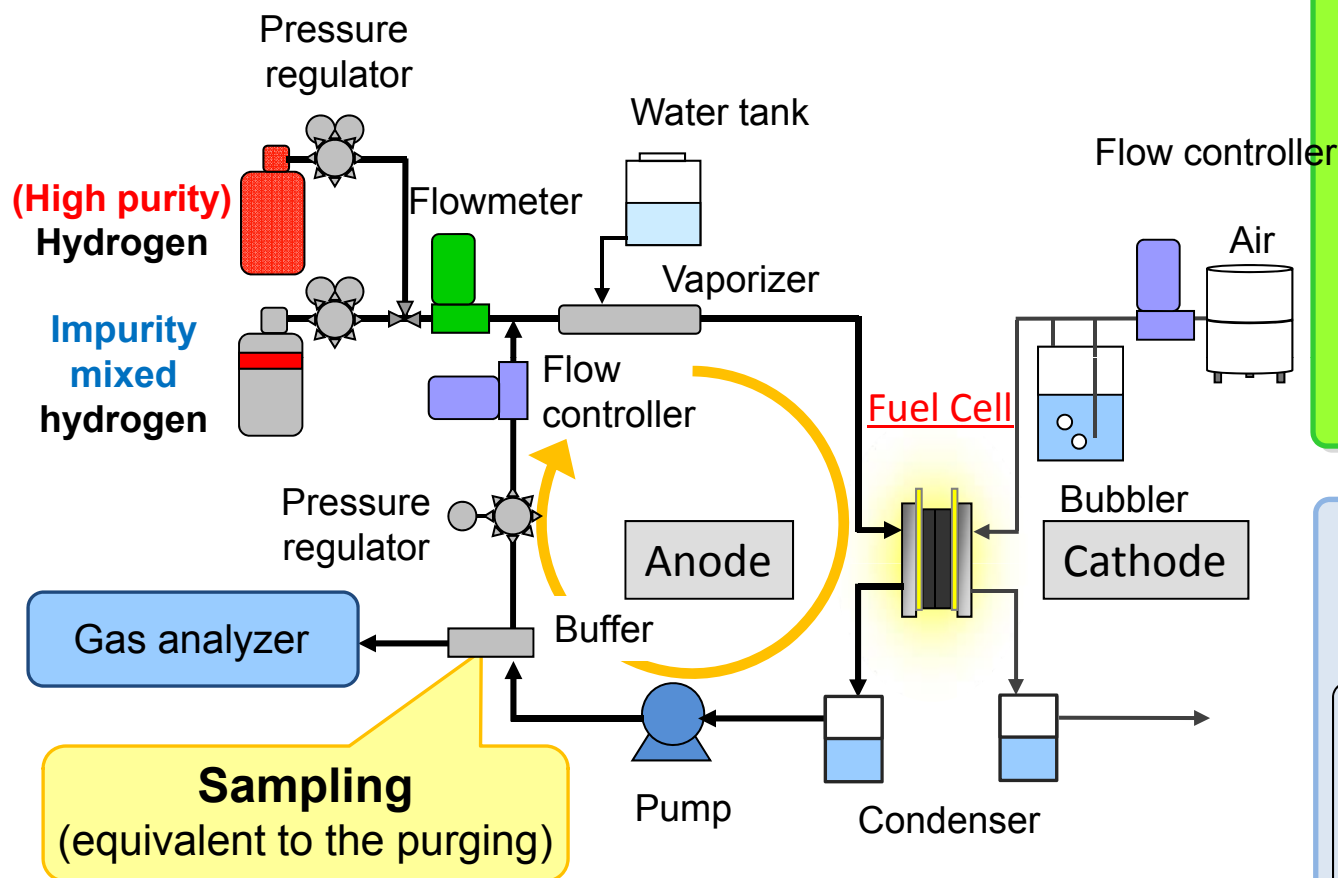 Pressure
regulator
Water tank
Flow controller
(High purity)
Hydrogen
Flowmeter
Air
Vaporizer
Impurity
mixed
hydrogen
Flow
controller
Fuel Cell
Pressure
regulator
Bubbler
Anode
Cathode
Gas analyzer
Buffer
Sampling
(equivalent to the purging)
Pump
Condenser